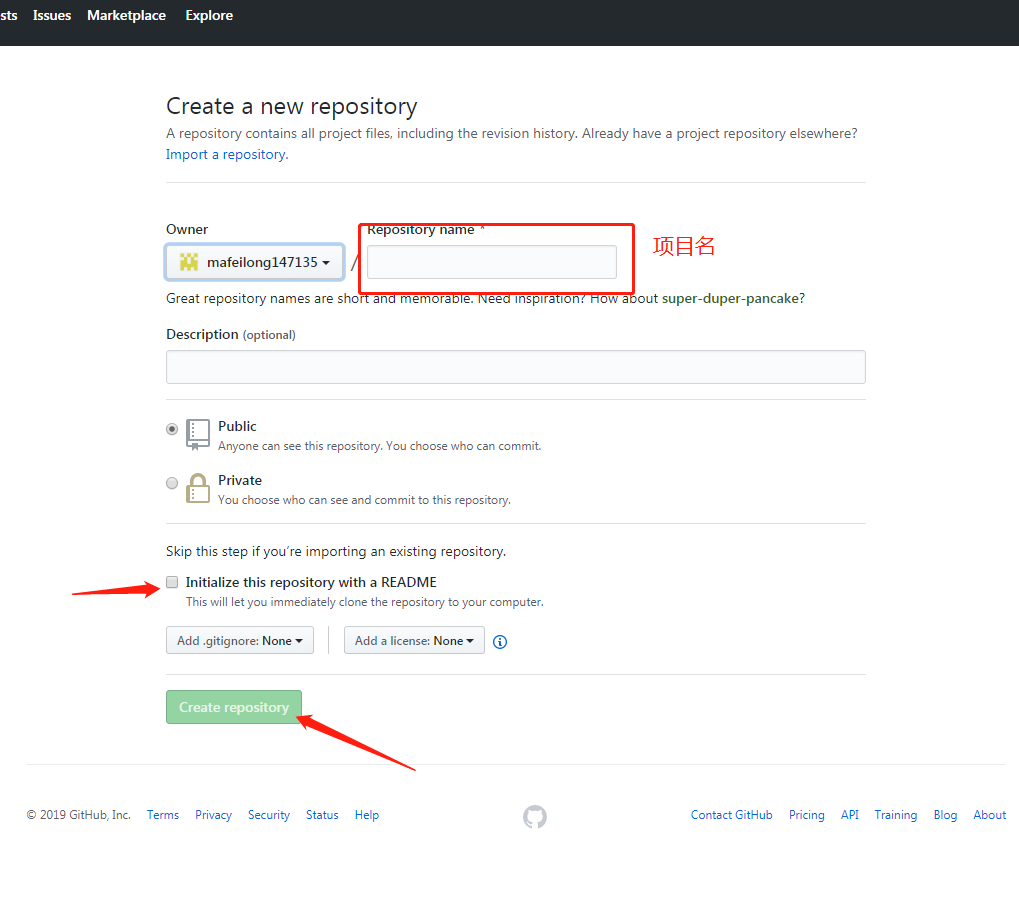 sts Issues Marketplace Explore
Create a new repository
A repository contains all project files, including the revision history. Already have a project repository elsewhere?
Import a repository.
Owner
Repository name *
项目名
mafeilong147135 /
Great repository names are short and memorable. Need inspiration? How about super-duper-pancake?
Description (optional)
Public
Anyone can see this repository. You choose who can commit.
Private
You choose who can see and commit to this repository.
Skip this step if you’re importing an existing repository.
Initialize this repository with a README
This will let you immediately clone the repository to your computer.
Add .gitignore: None Add a license: None
Create repository
© 2019 GitHub, Inc. Terms Privacy Security Status Help Contact GitHub Pricing API Training Blog About